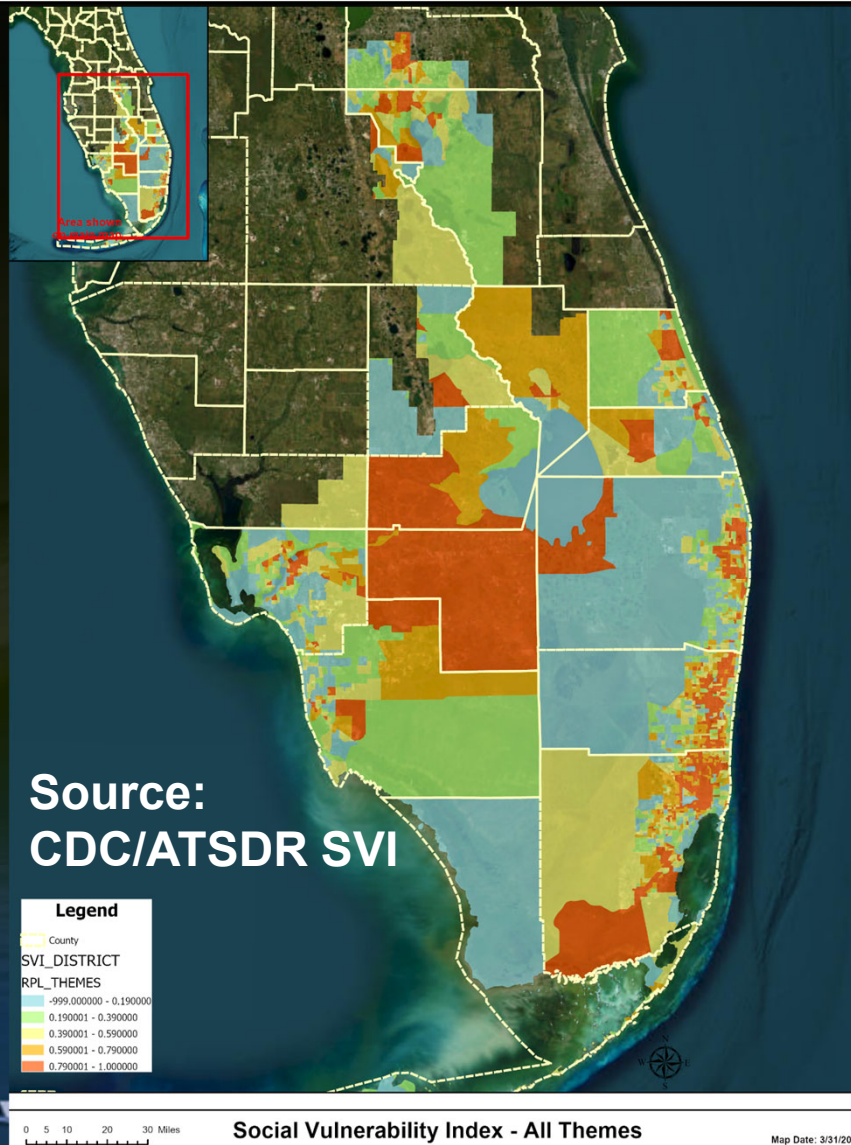 Area shown
Source:
CDC/ATSDR SVI
Legend
County
SVI_DISTRICT
RPL_THEMES
-999.000000 - 0.190000
0.190001 - 0.390000
0.390001 - 0.590000
0.590001 - 0.790000
0.790001 - 1.000000
N
W E
S
0 5 10 20 30 Miles
Social Vulnerability Index - All Themes
Map Date: 3/31/20